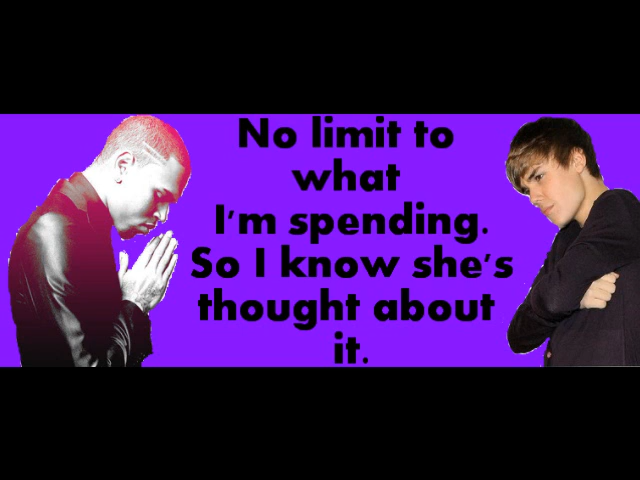 No limit to
what
I'm spending.
So I know she's
thought about
it.